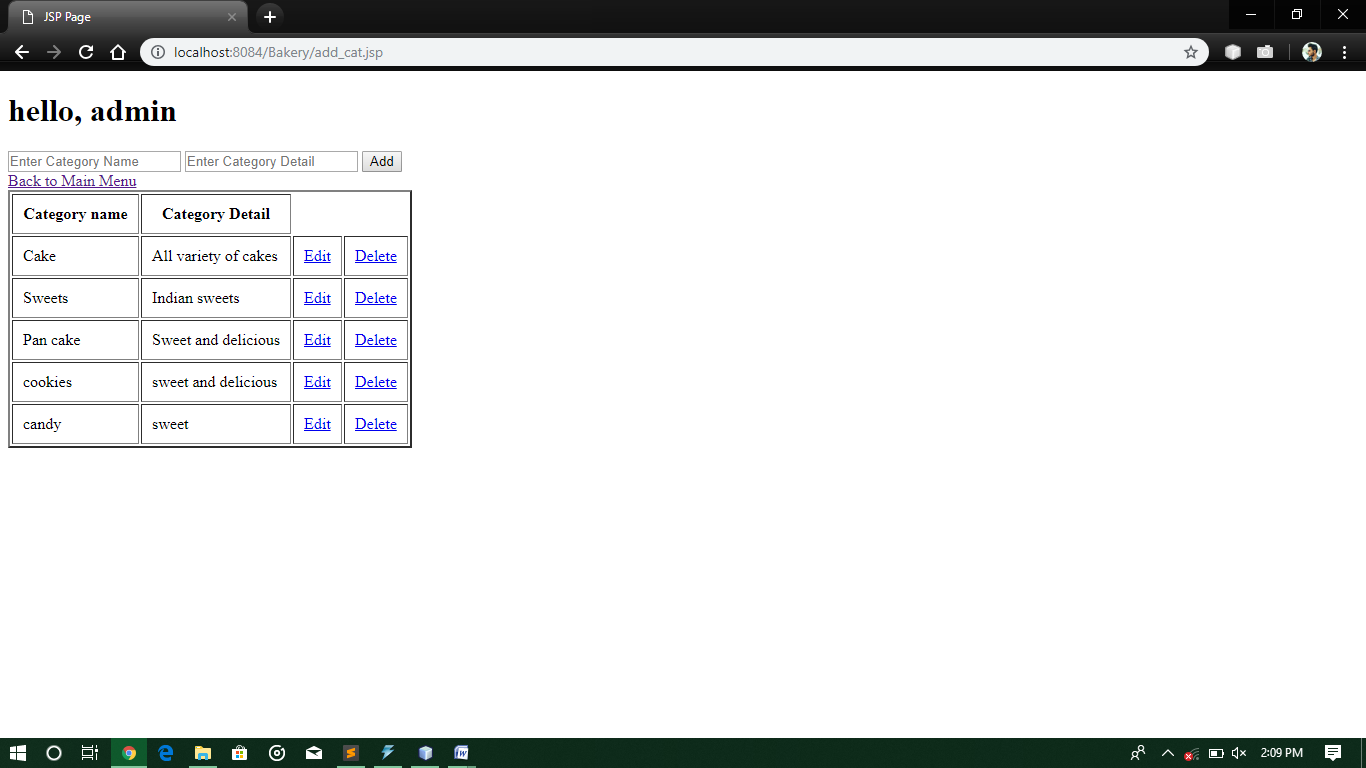 JSP Page
localhost:8084/Bakery/add_cat.jsp
hello, admin
Enter Category Name Enter Category Detail Add
Back to Main Menu
Category name Category Detail
Cake All variety of cakes Edit Delete
Sweets Indian sweets Edit Delete
Pan cake Sweet and delicious Edit Delete
cookies sweet and delicious Edit Delete
candy sweet Edit Delete
2:09 PM